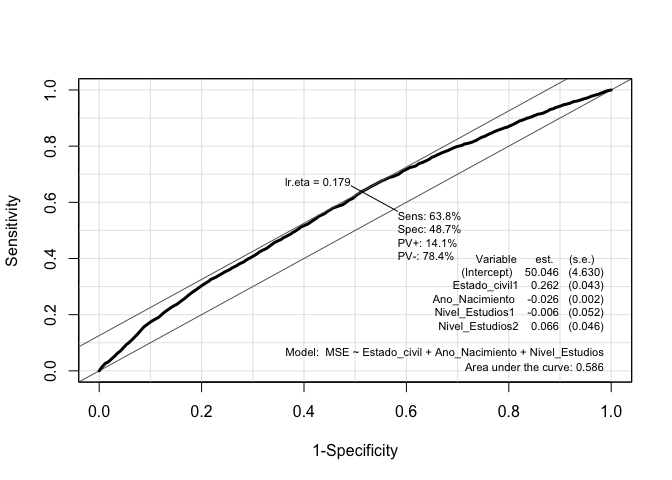 Sensitivity
1.0
0.8
0.6
0.4
0.2
0.0
lr.eta = 0.179
Sens: 63.8%
Spec: 48.7%
PV+: 14.1%
PV-: 78.4%
Variable est. (s.e.)
(Intercept) 50.046 (4.630)
Estado_civil1 0.262 (0.043)
Ano_Nacimiento -0.026 (0.002)
Nivel_Estudios1 -0.006 (0.052)
Nivel_Estudios2 0.066 (0.046)
Model: MSE ~ Estado_civil + Ano_Nacimiento + Nivel_Estudios
Area under the curve: 0.586
0.0 0.2 0.4 0.6 0.8 1.0
1-Specificity